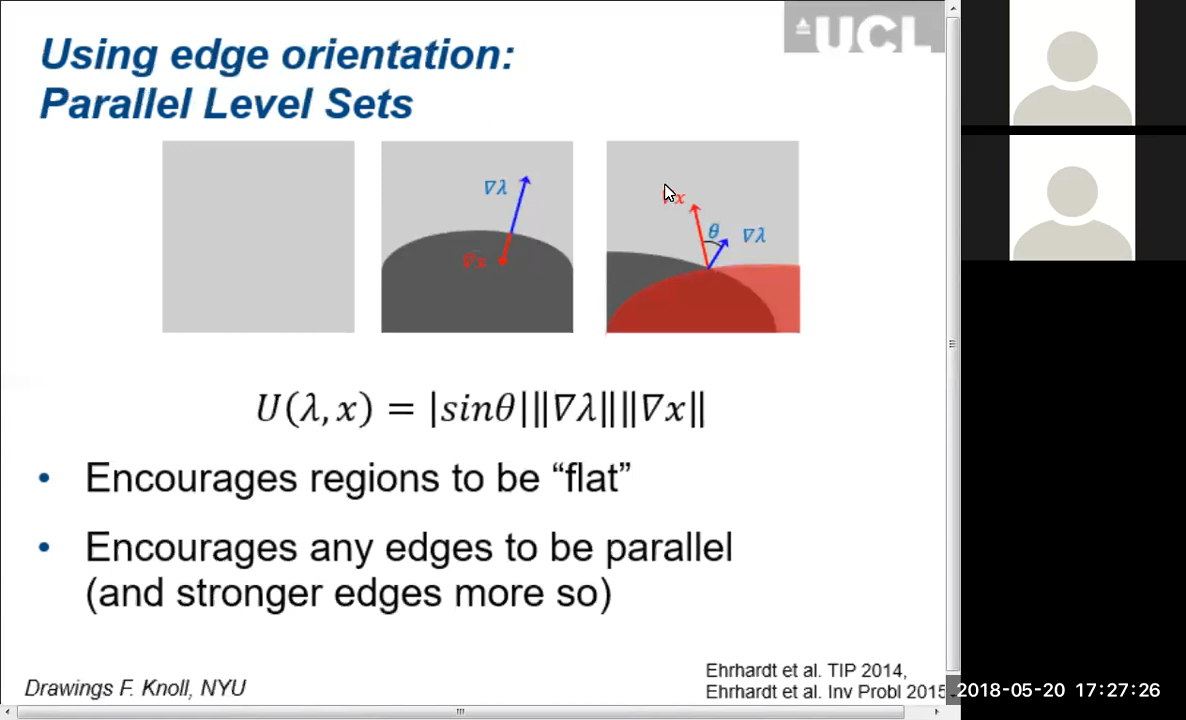 UCL
Using edge orientation:
Parallel Level Sets
∇λ
∇x
∇x
θ
∇λ
U(λ, x) = |sinθ|‖∇λ‖‖∇x‖
• Encourages regions to be “flat”
• Encourages any edges to be parallel
(and stronger edges more so)
Drawings F. Knoll, NYU
Ehrhardt et al. TIP 2014,
Ehrhardt et al. Inv Probl 2015
2018-05-20 17:27:26